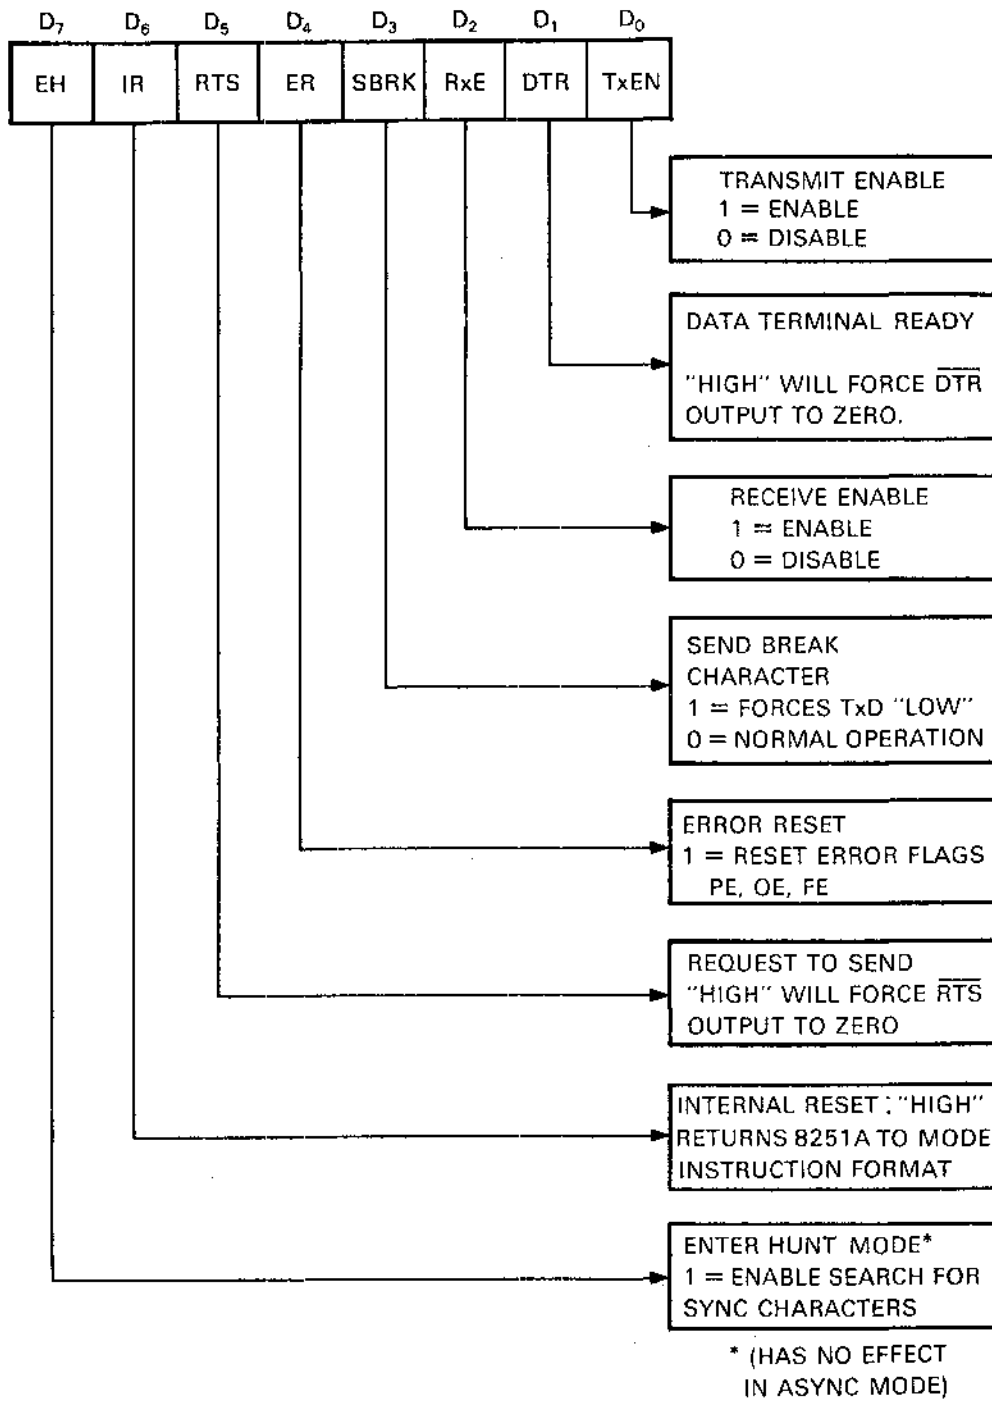 D7 D6 D5 D4 D3 D2 D1 D0
EH IR RTS ER SBRK RxE DTR TxEN
TRANSMIT ENABLE
1 = ENABLE
0 = DISABLE
DATA TERMINAL READY
"HIGH" WILL FORCE D̅T̅R̅
OUTPUT TO ZERO.
RECEIVE ENABLE
1 = ENABLE
0 = DISABLE
SEND BREAK
CHARACTER
1 = FORCES TxD "LOW"
0 = NORMAL OPERATION
ERROR RESET
1 = RESET ERROR FLAGS
PE, OE, FE
REQUEST TO SEND
"HIGH" WILL FORCE R̅T̅S̅
OUTPUT TO ZERO
INTERNAL RESET : "HIGH"
RETURNS 8251A TO MODE
INSTRUCTION FORMAT
ENTER HUNT MODE*
1 = ENABLE SEARCH FOR
SYNC CHARACTERS
* (HAS NO EFFECT
IN ASYNC MODE)